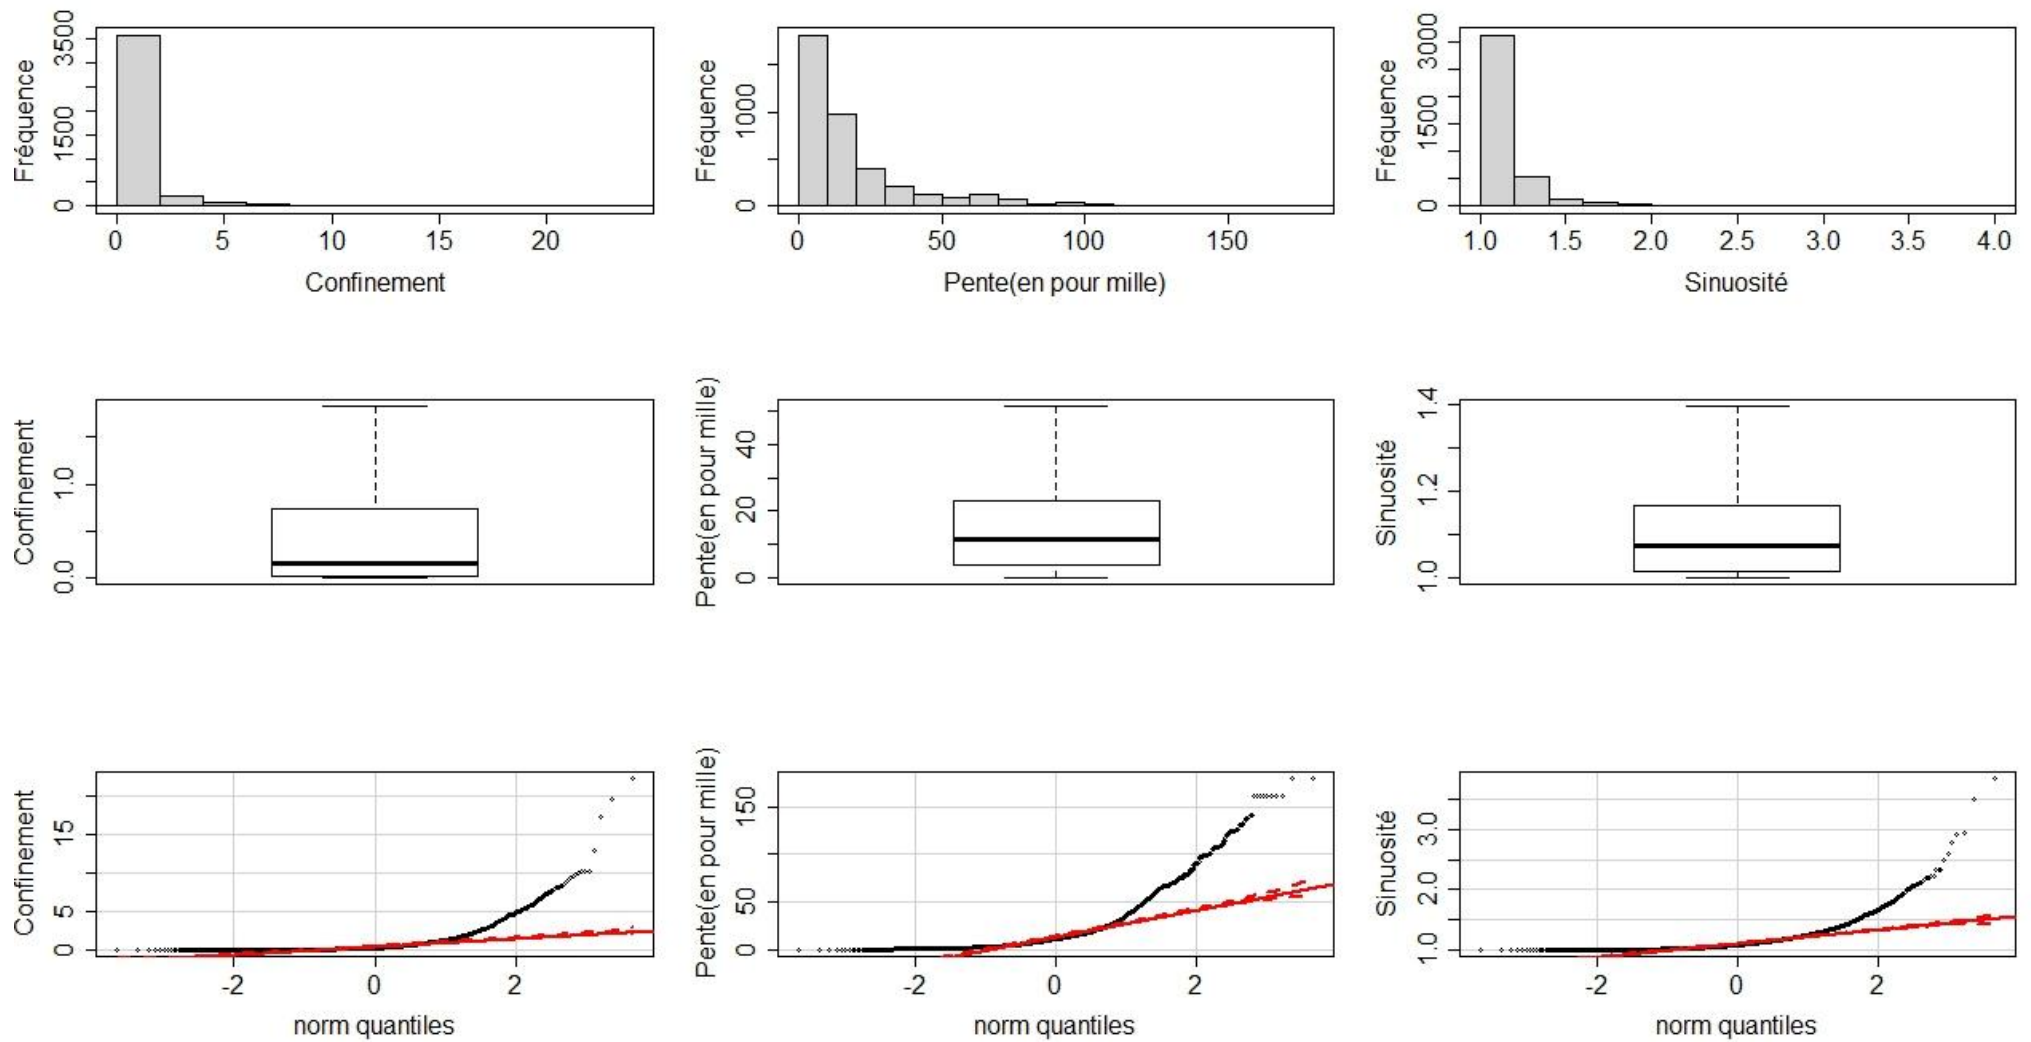 Fréquence
0 1500 3500
0 5 10 15 20
Confinement
Fréquence
0 1000
0 50 100 150
Pente(en pour mille)
Fréquence
0 1500 3000
1.0 1.5 2.0 2.5 3.0 3.5 4.0
Sinuosité
Confinement
0.0 1.0
Pente(en pour mille)
0 20 40
Sinuosité
1.0 1.2 1.4
Confinement
0 5 15
-2 0 2
norm quantiles
Pente(en pour mille)
0 50 150
-2 0 2
norm quantiles
Sinuosité
1.0 2.0 3.0
-2 0 2
norm quantiles